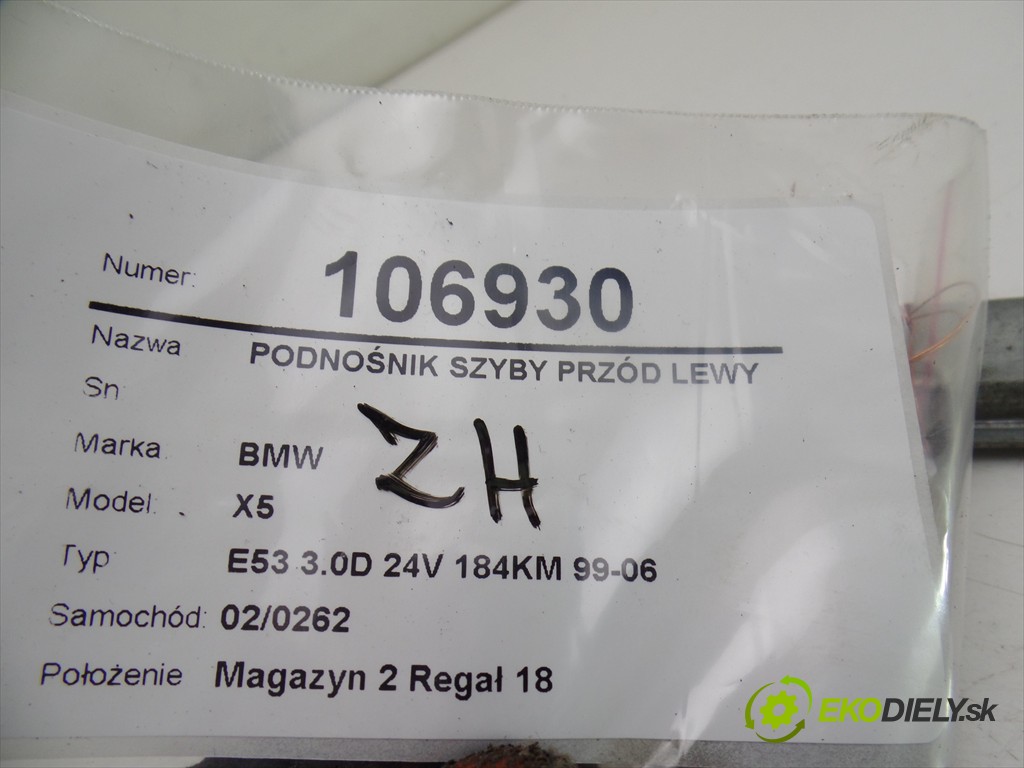 Numer: 106930
Nazwa PODNOŚNIK SZYBY PRZÓD LEWY
Sn
Marka BMW
ZH
Model: X5
Typ E53 3.0D 24V 184KM 99-06
Samochód: 02/0262
Położenie Magazyn 2 Regał 18
EKODIELY.sk